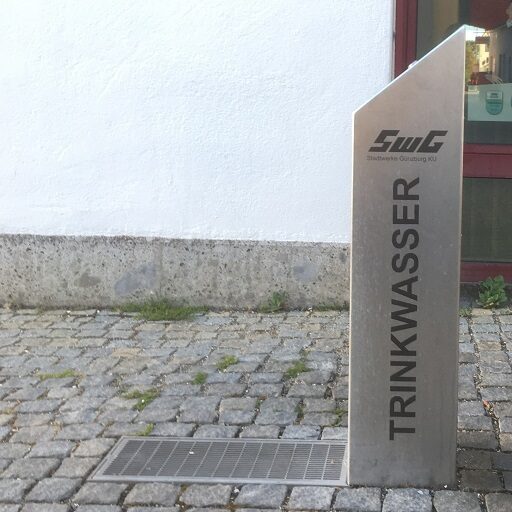 SWG
Stadtwerke Günzburg KU
TRINKWASSER